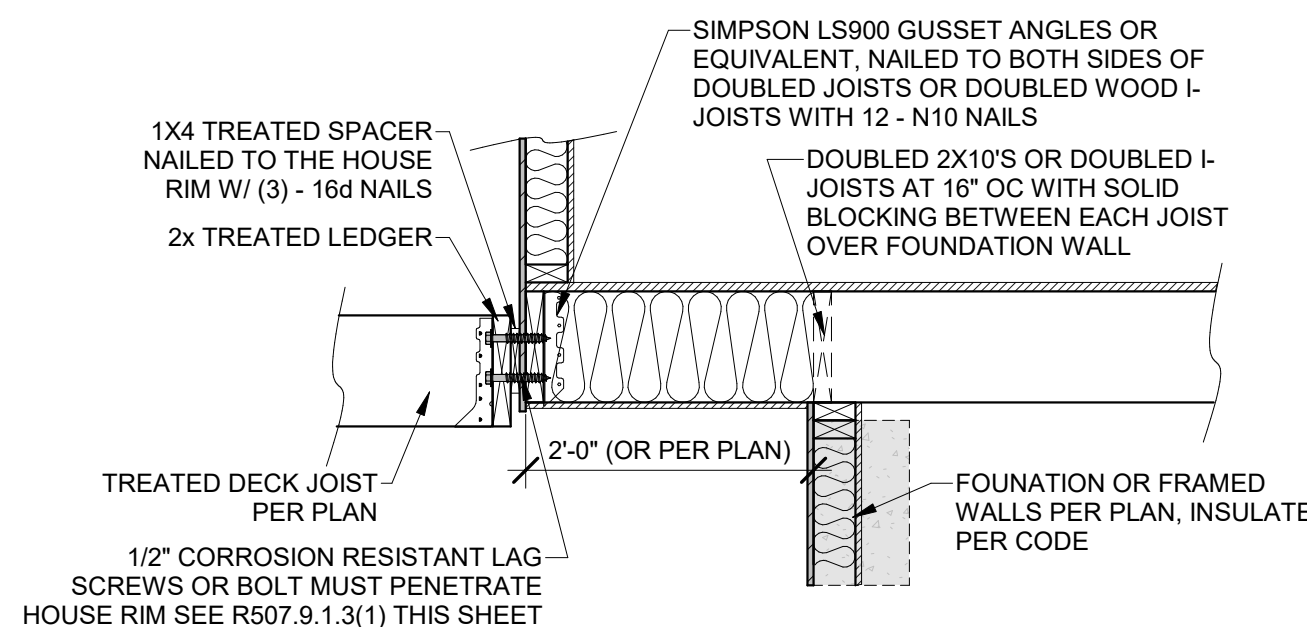 SIMPSON LS900 GUSSET ANGLES OR
EQUIVALENT, NAILED TO BOTH SIDES OF
DOUBLED JOISTS OR DOUBLED WOOD I-
JOISTS WITH 12 - N10 NAILS
1X4 TREATED SPACER
NAILED TO THE HOUSE
RIM W/ (3) - 16d NAILS
DOUBLED 2X10'S OR DOUBLED I-
JOISTS AT 16" OC WITH SOLID
BLOCKING BETWEEN EACH JOIST
OVER FOUNDATION WALL
2x TREATED LEDGER
2'-0" (OR PER PLAN)
TREATED DECK JOIST
PER PLAN
FOUNATION OR FRAMED
WALLS PER PLAN, INSULATE
PER CODE
1/2" CORROSION RESISTANT LAG
SCREWS OR BOLT MUST PENETRATE
HOUSE RIM SEE R507.9.1.3(1) THIS SHEET